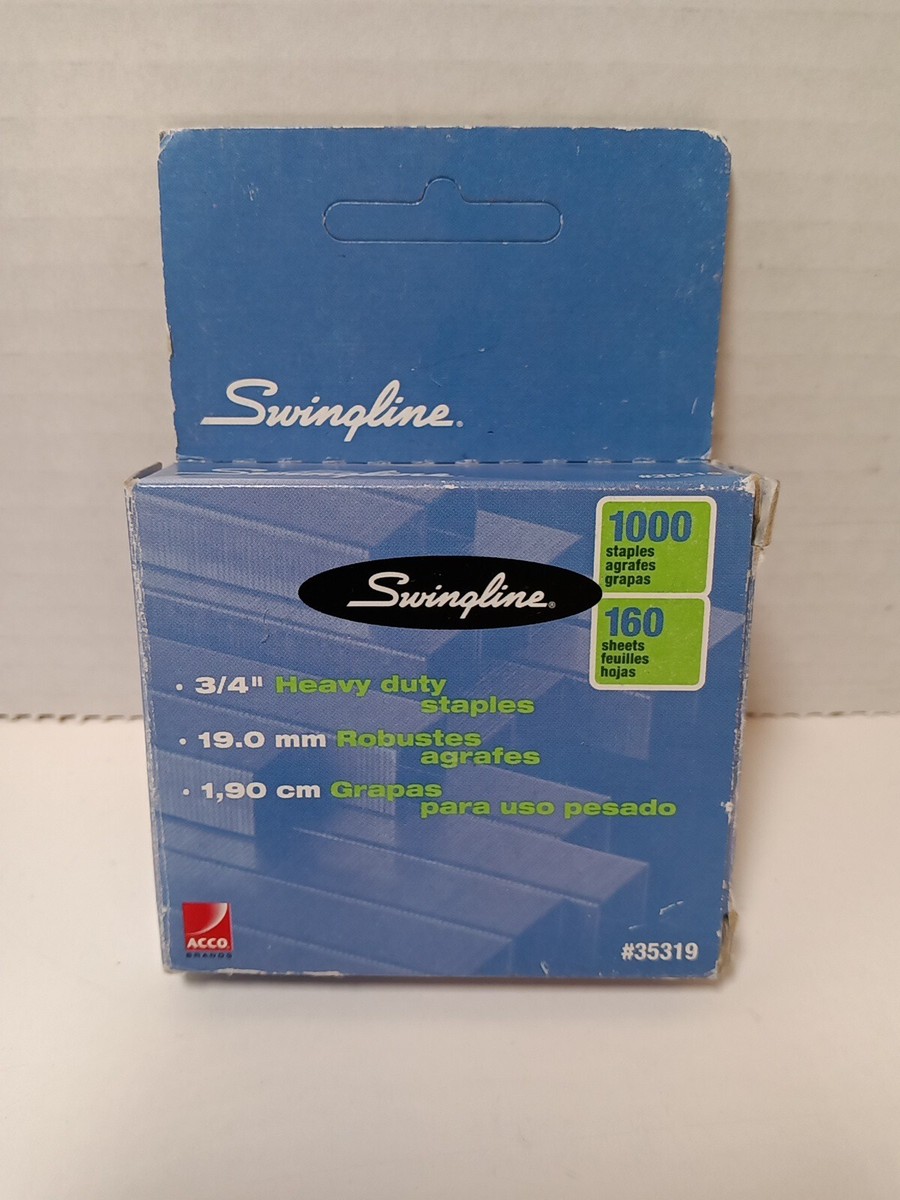 Swingline®
Swingline®
1000
staples
agrafes
grapas
160
sheets
feuilles
hojas
• 3/4" Heavy duty
staples
• 19.0 mm Robustes
agrafes
• 1,90 cm Grapas
para uso pesado
ACCO
BRANDS
#35319